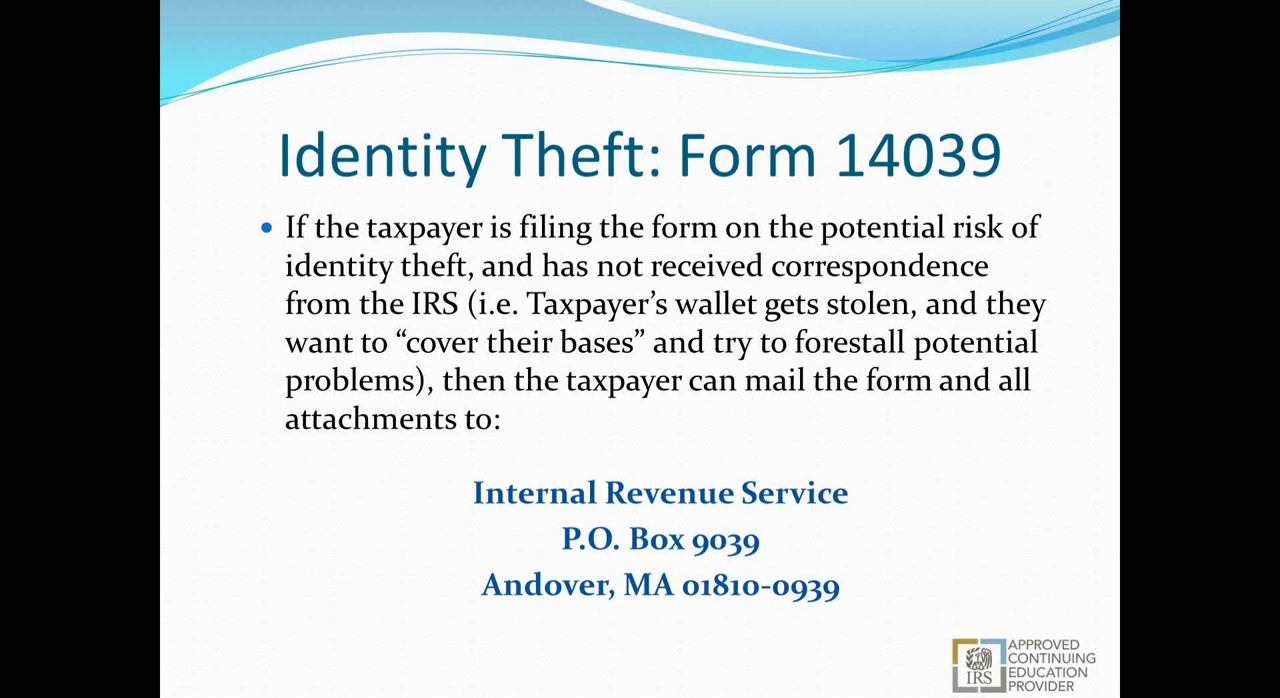 Identity Theft: Form 14039
• If the taxpayer is filing the form on the potential risk of
identity theft, and has not received correspondence
from the IRS (i.e. Taxpayer’s wallet gets stolen, and they
want to “cover their bases” and try to forestall potential
problems), then the taxpayer can mail the form and all
attachments to:
Internal Revenue Service
P.O. Box 9039
Andover, MA 01810-0939
IRS
APPROVED
CONTINUING
EDUCATION
PROVIDER